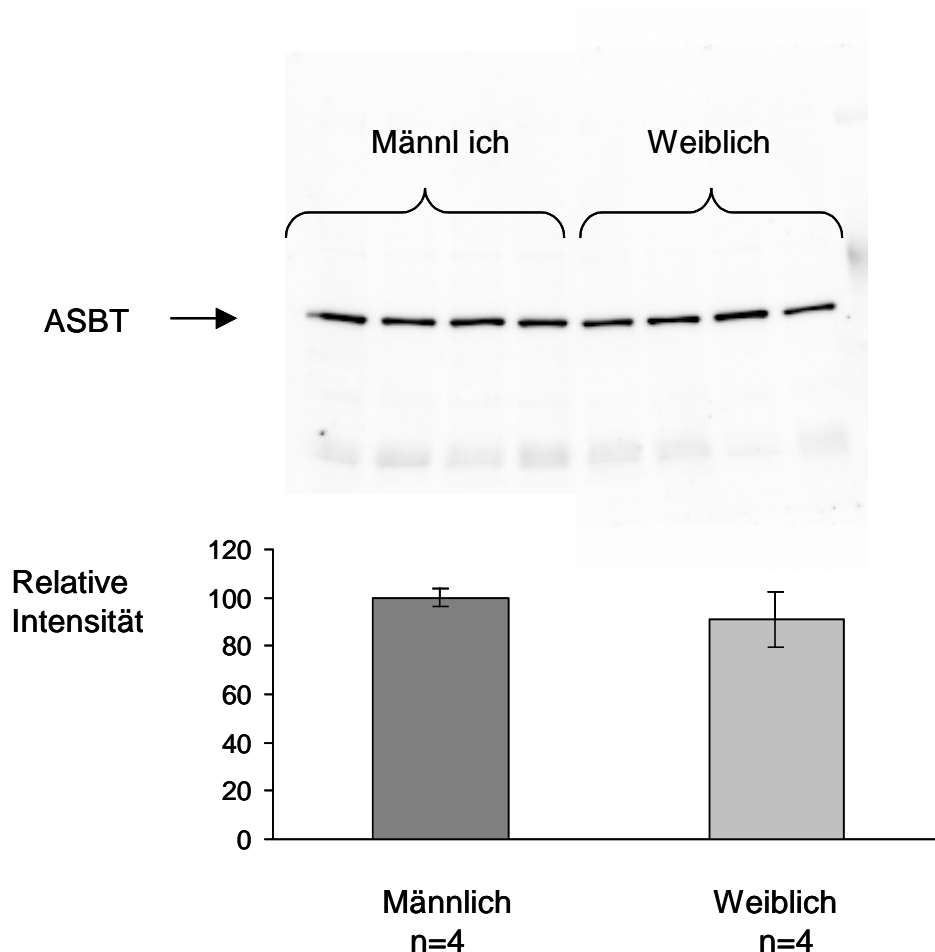 Männl ich Weiblich
ASBT
Relative
Intensität
120
100
80
60
40
20
0
Männlich Weiblich
n=4 n=4